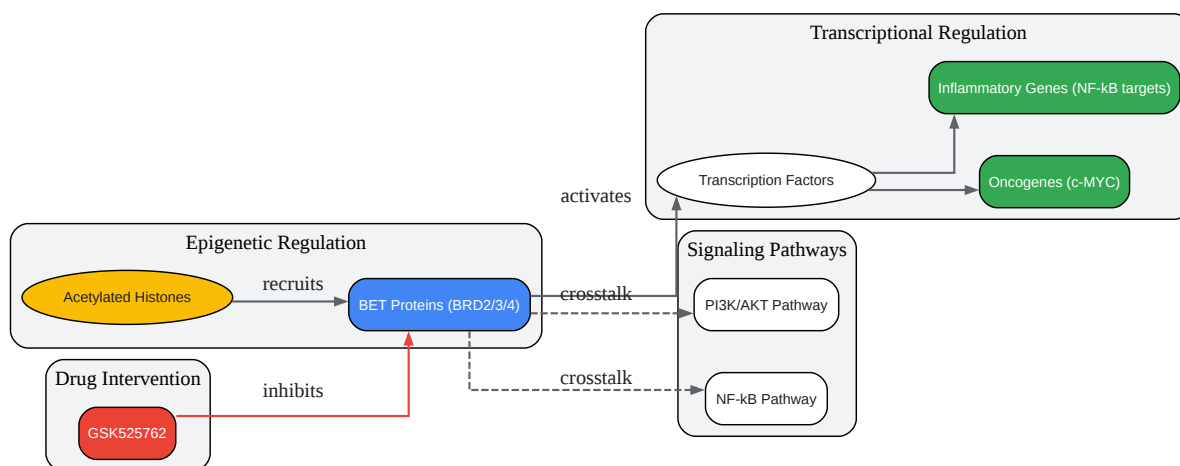 Transcriptional Regulation
Inflammatory Genes (NF-kB targets)
Transcription Factors
Oncogenes (c-MYC)
activates
Epigenetic Regulation
Signaling Pathways
Acetylated Histones
recruits
BET Proteins (BRD2/3/4)
crosstalk
PI3K/AKT Pathway
Drug Intervention
inhibits
crosstalk
NF-kB Pathway
GSK525762